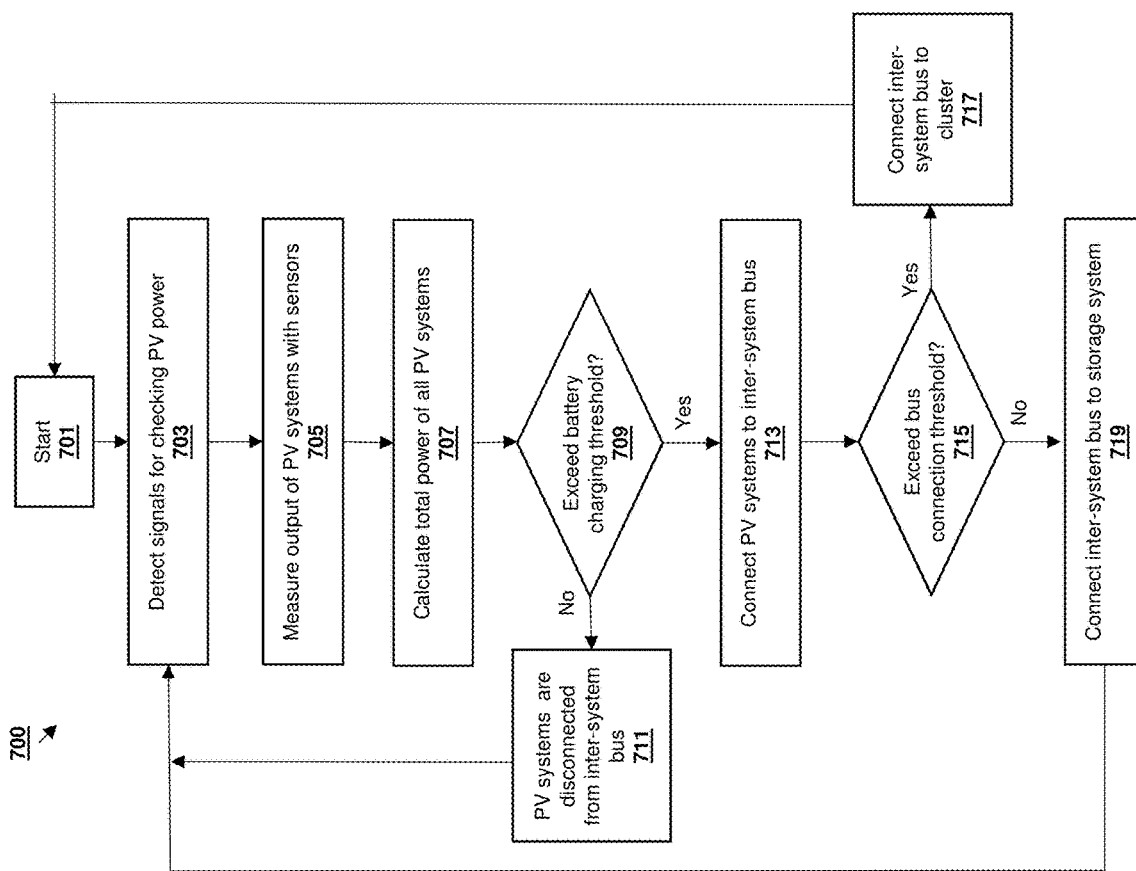 700
Start
701
Detect signals for checking PV power
703
Measure output of PV systems with sensors
705
Calculate total power of all PV systems
707
Exceed battery
charging threshold?
709
No
Yes
PV systems are
disconnected
from inter-system
bus
711
Connect PV systems to inter-system bus
713
Exceed bus
connection threshold?
715
Yes
No
Connect inter-
system bus to
cluster
717
Connect inter-system bus to storage system
719